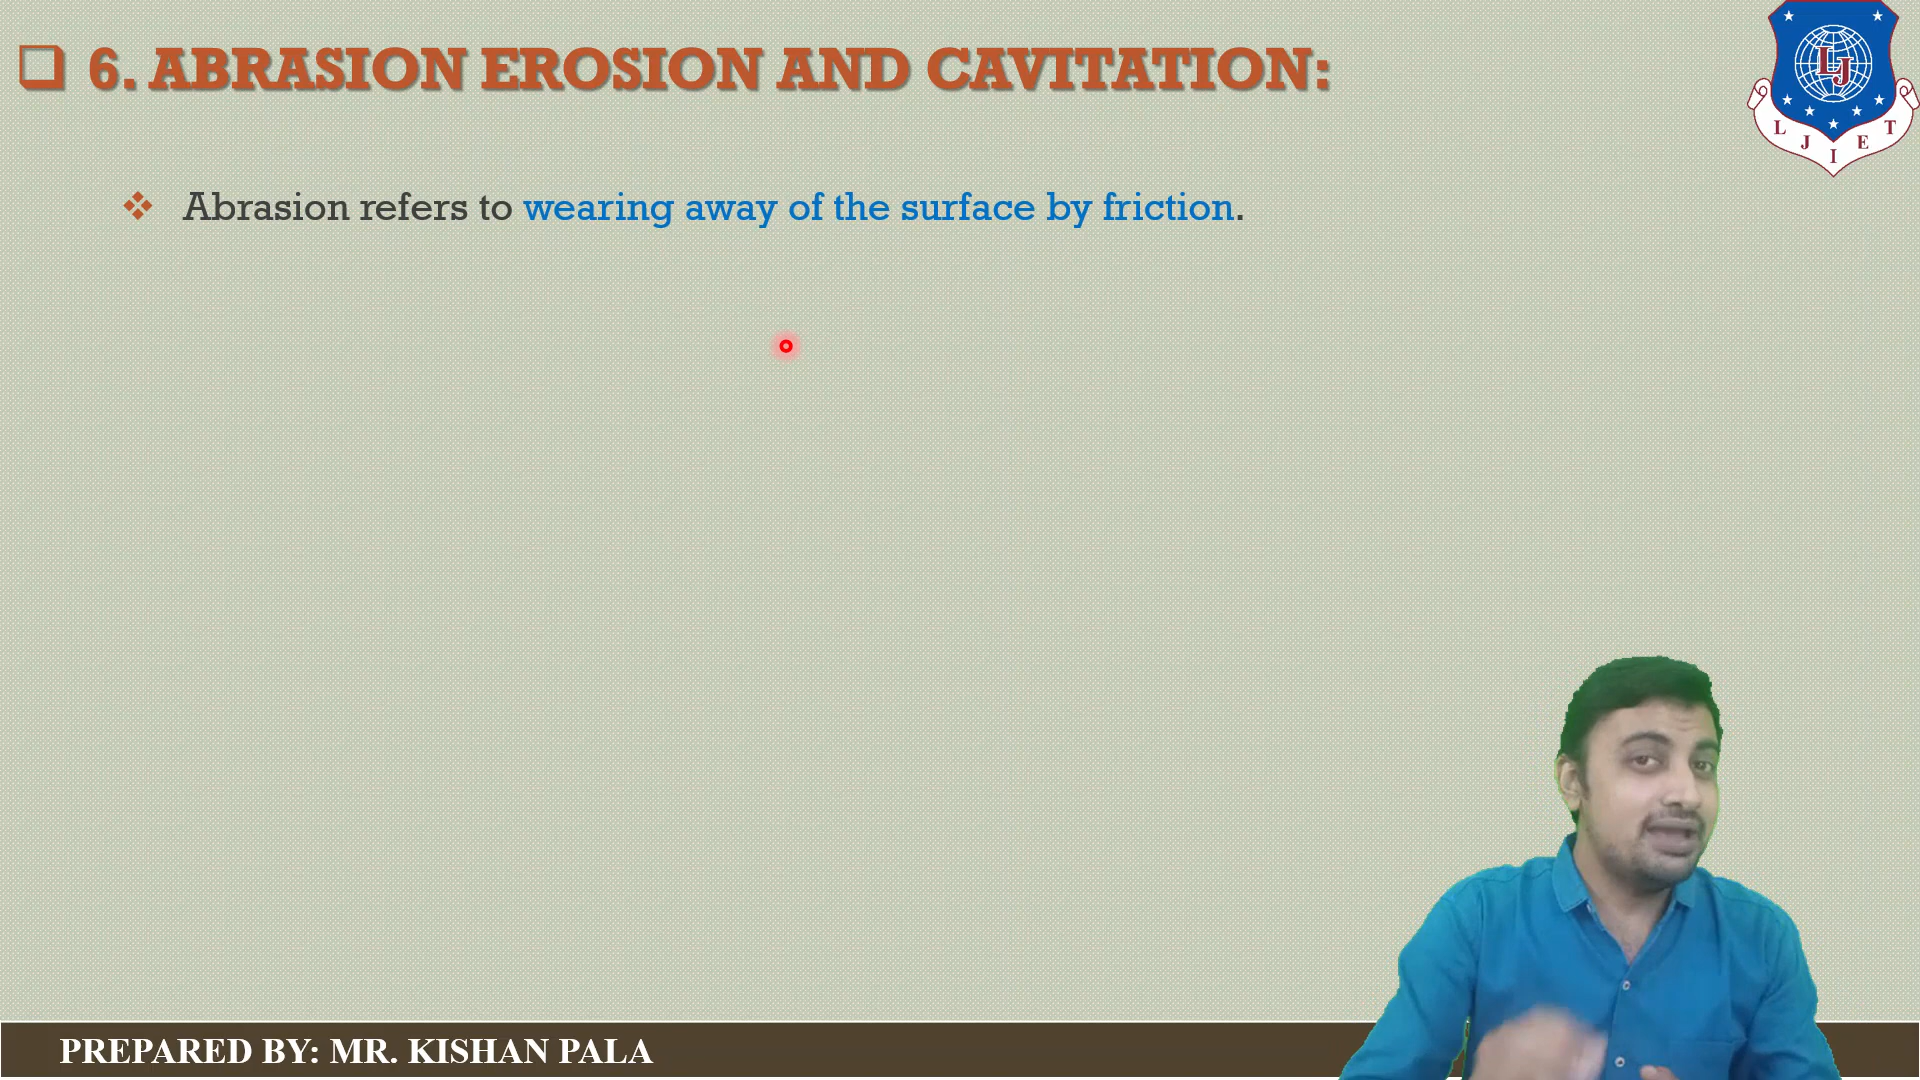 6. ABRASION EROSION AND CAVITATION:
LJ
L J I E T
Abrasion refers to wearing away of the surface by friction.
PREPARED BY: MR. KISHAN PALA